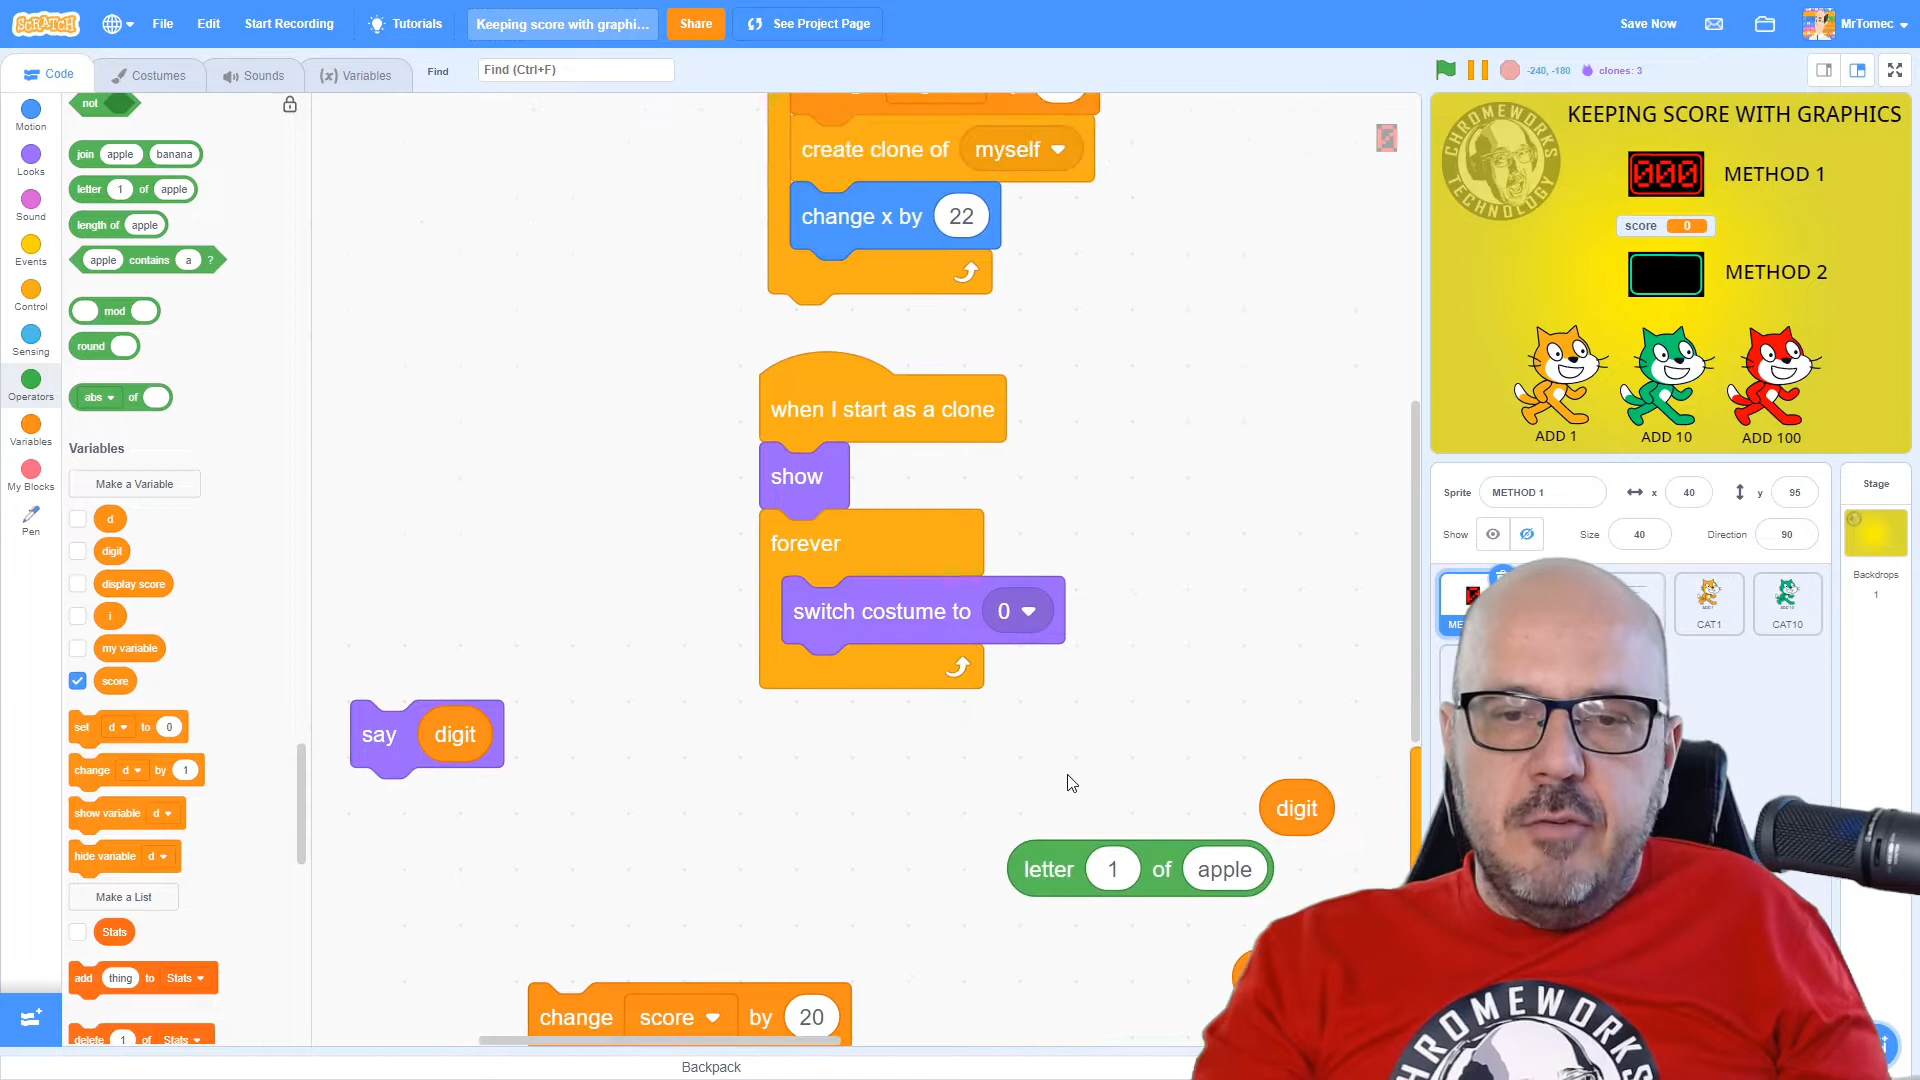 SCRATCH
File
Edit
Start Recording
Tutorials
Keeping score with graphi...
Share
See Project Page
Save Now
MrTomec
Code
Costumes
Sounds
(x) Variables
Find
Find (Ctrl+F)
-240, -180
clones: 3
Motion
Looks
Sound
Events
Control
Sensing
Operators
Variables
My Blocks
Pen
not
join apple banana
letter 1 of apple
length of apple
apple contains a ?
mod
round
abs of
Variables
Make a Variable
d
digit
display score
i
my variable
score
set d to 0
change d by 1
show variable d
hide variable d
Make a List
Stats
add thing to Stats
delete 1 of Stats
create clone of myself
change x by 22
when I start as a clone
show
forever
switch costume to 0
say digit
digit
letter 1 of apple
change score by 20
Backpack
KEEPING SCORE WITH GRAPHICS
CHROMEWORKS
TECHNOLOGY
000
METHOD 1
score 0
METHOD 2
ADD 1
ADD 10
ADD 100
Sprite
METHOD 1
x
40
y
95
Show
Size
40
Direction
90
Stage
Backdrops
1
CAT1
CAT10
CHROMEWORKS